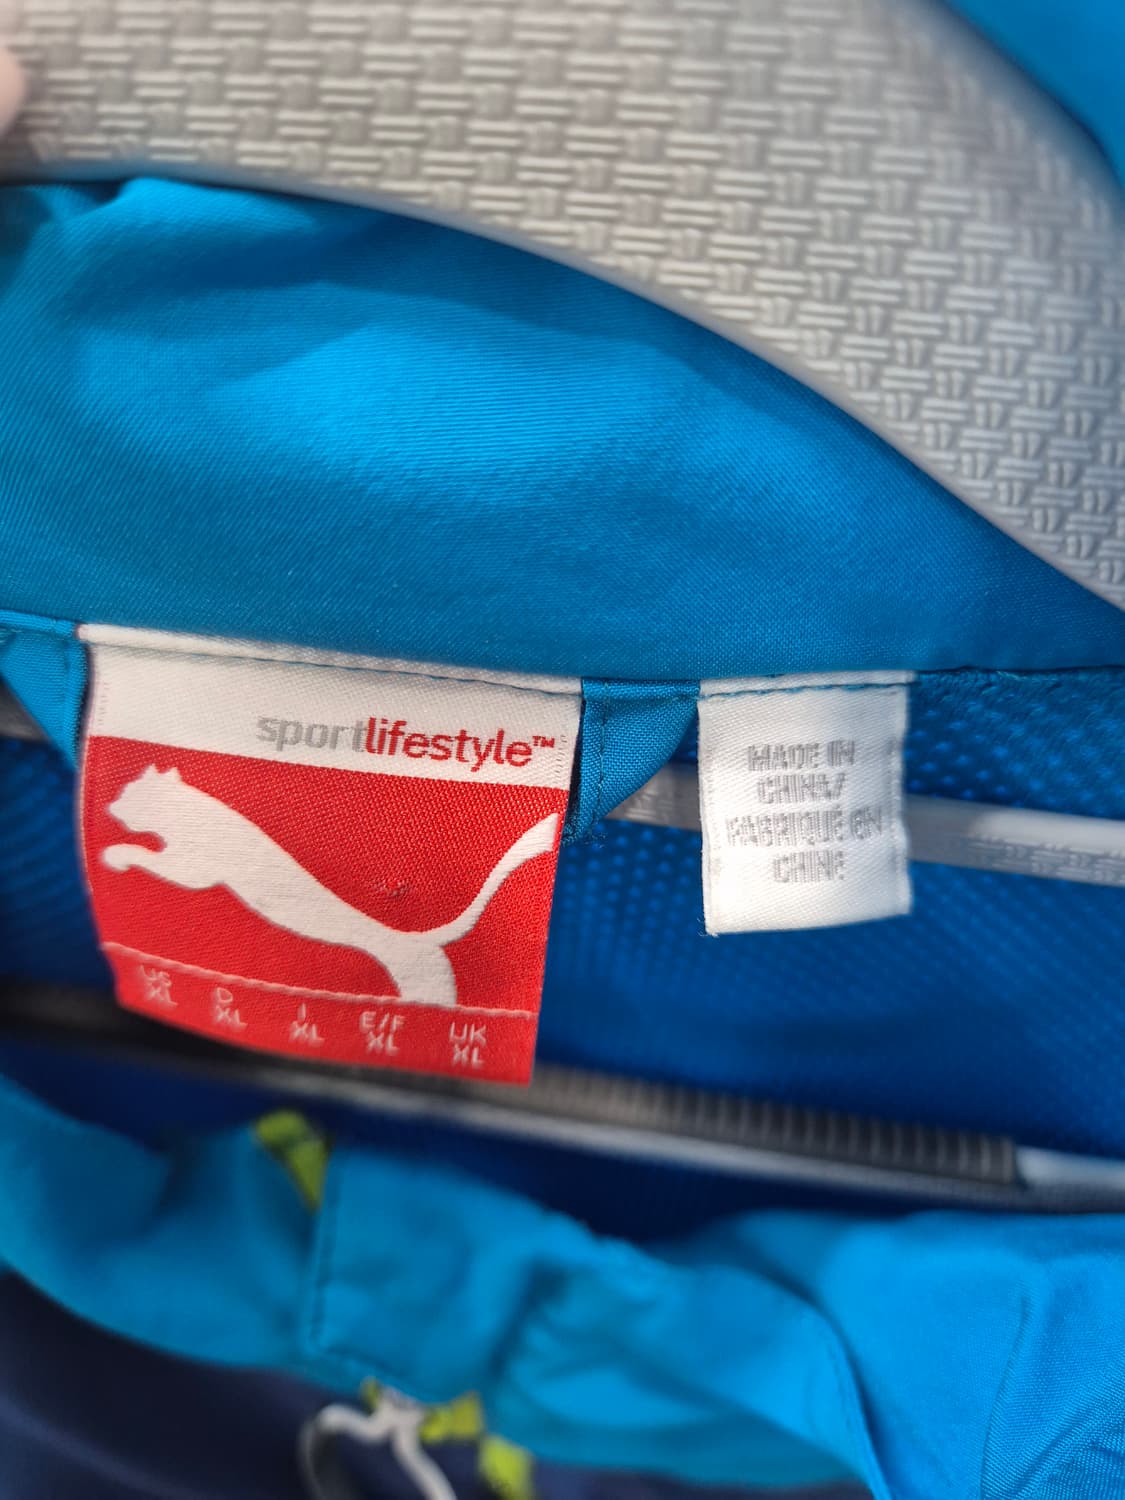 sportlifestyle™
US D I E/F UK
XL XL XL XL XL
MADE IN
CHINA/
FABRIQUÉ EN
CHINE